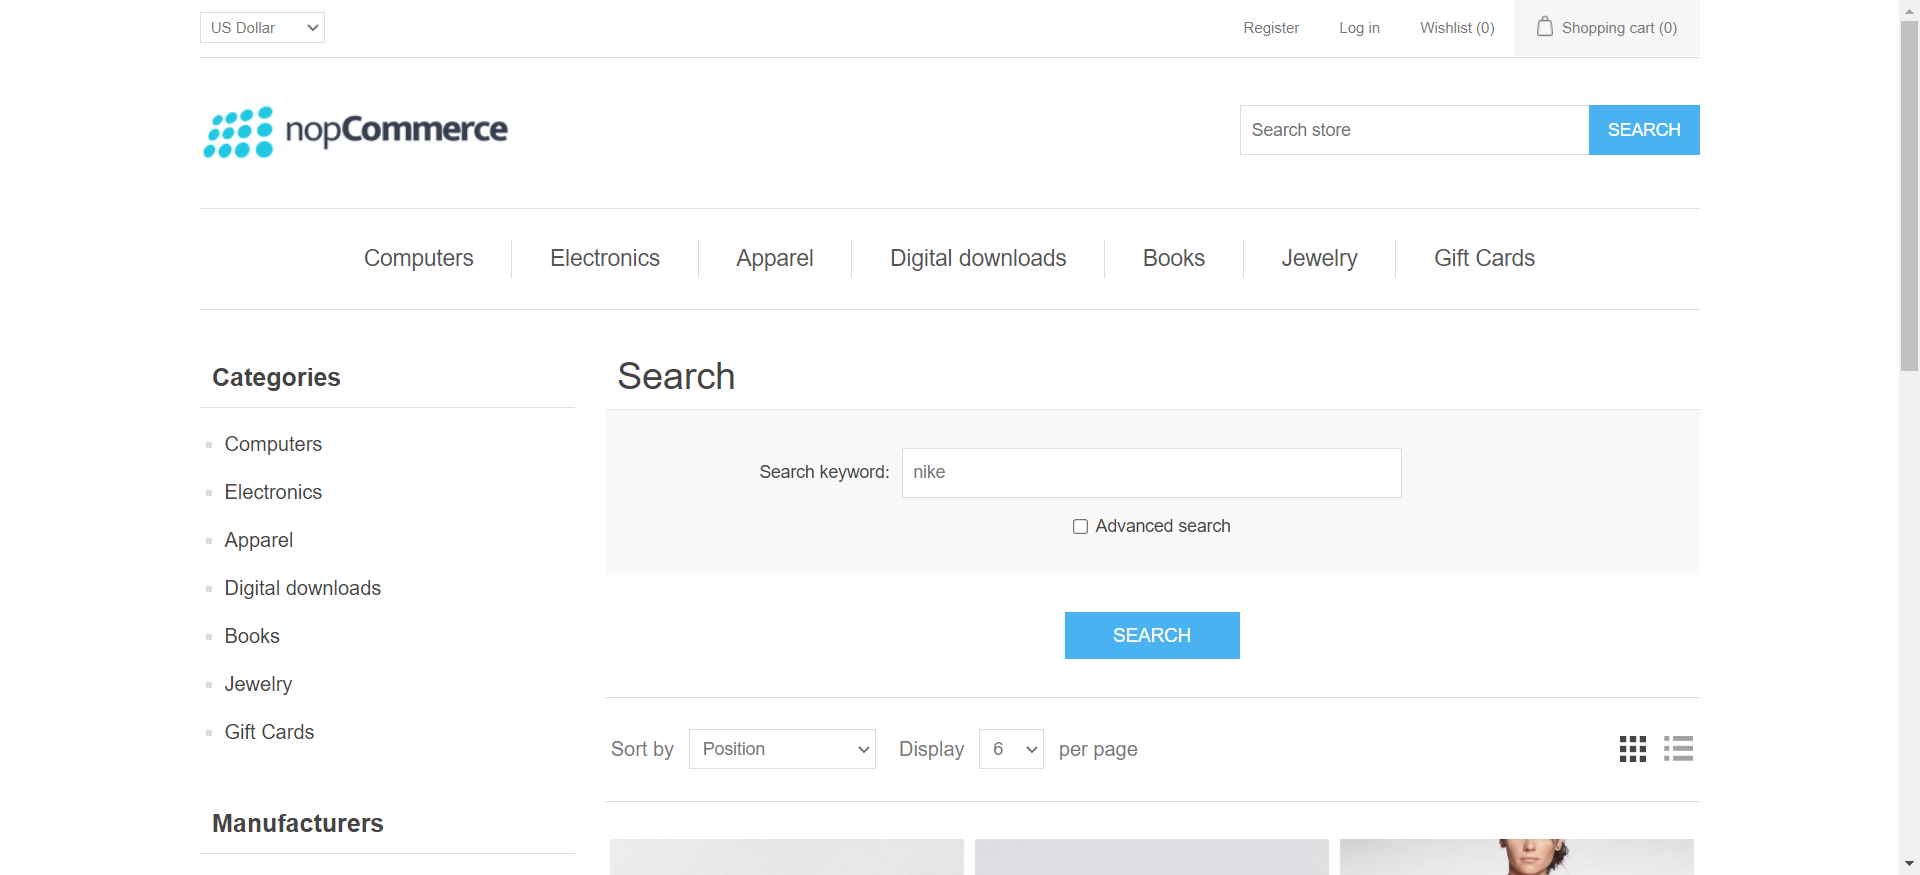 US Dollar
Register
Log in
Wishlist (0)
Shopping cart (0)
nopCommerce
Search store
SEARCH
Computers
Electronics
Apparel
Digital downloads
Books
Jewelry
Gift Cards
Categories
Computers
Electronics
Apparel
Digital downloads
Books
Jewelry
Gift Cards
Manufacturers
Search
Search keyword: nike
Advanced search
SEARCH
Sort by Position Display 6 per page